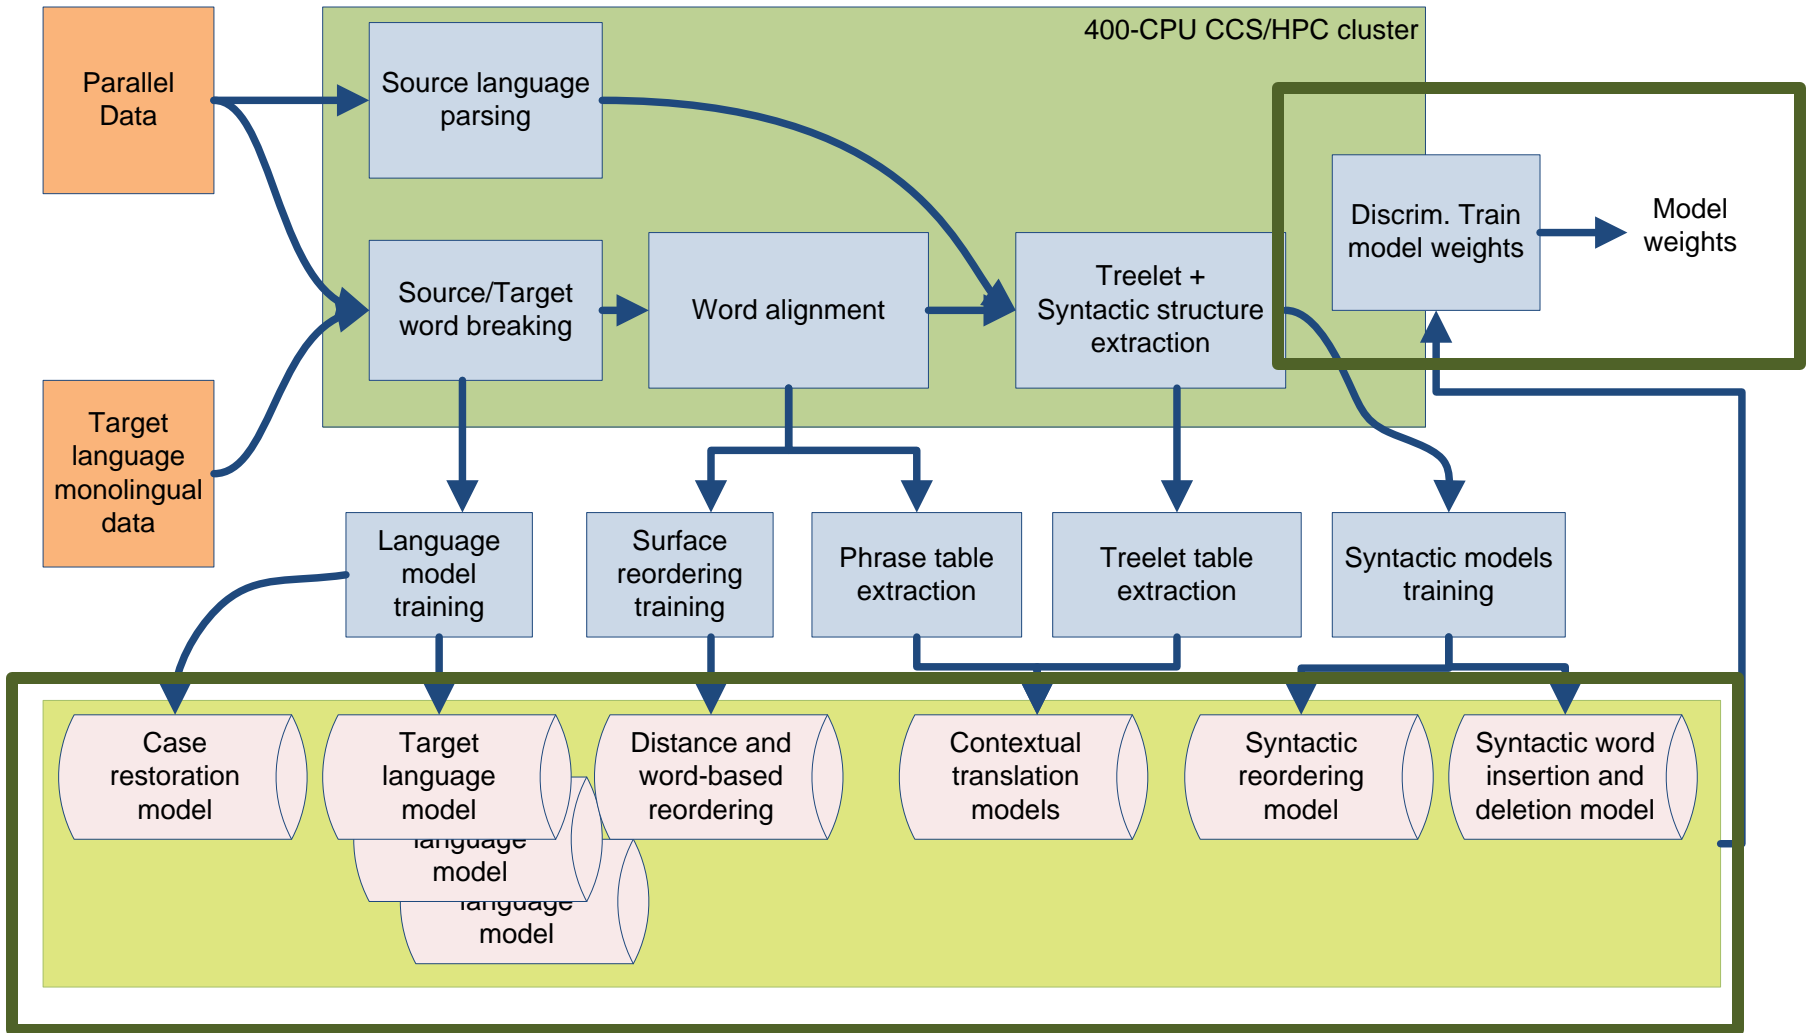 400-CPU CCS/HPC cluster
Parallel
Data
Source language
parsing
Discrim. Train
model weights
Model
weights
Source/Target
word breaking
Word alignment
Treelet +
Syntactic structure
extraction
Target
language
monolingual
data
Language
model
training
Surface
reordering
training
Phrase table
extraction
Treelet table
extraction
Syntactic models
training
Case
restoration
model
Target
language
model
language
model
language
model
Distance and
word-based
reordering
Contextual
translation
models
Syntactic
reordering
model
Syntactic word
insertion and
deletion model